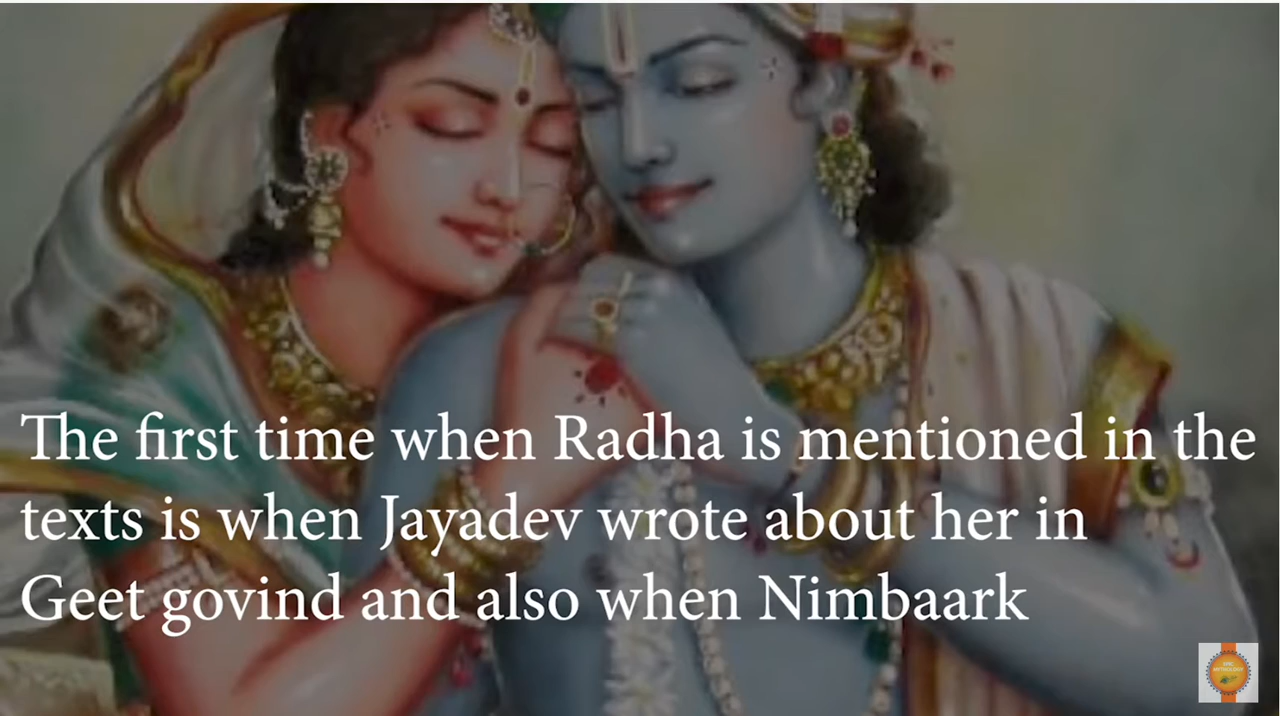 The first time when Radha is mentioned in the
texts is when Jayadev wrote about her in
Geet govind and also when Nimbaark
MYTHOLOGY